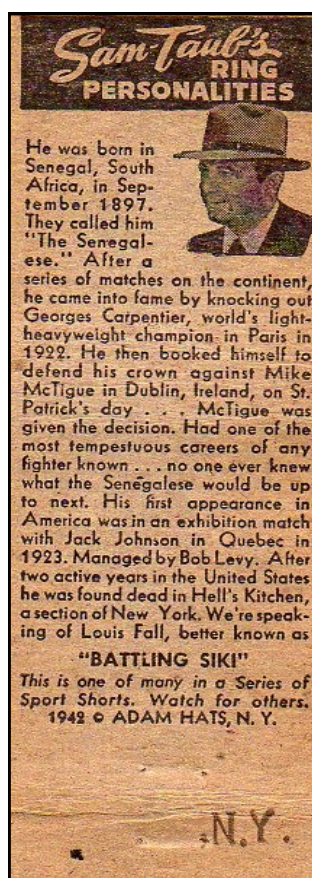 Sam Taub's
RING
PERSONALITIES
He was born in
Senegal, South
Africa, in Sep-
tember 1897.
They called him
"The Senegal-
ese." After a
series of matches on the continent,
he came into fame by knocking out
Georges Carpentier, world's light-
heavyweight champion in Paris in
1922. He then booked himself to
defend his crown against Mike
McTigue in Dublin, Ireland, on St.
Patrick's day . . . McTigue was
given the decision. Had one of the
most tempestuous careers of any
fighter known . . . no one ever knew
what the Senegalese would be up
to next. His first appearance in
America was in an exhibition match
with Jack Johnson in Quebec in
1923. Managed by Bob Levy. After
two active years in the United States
he was found dead in Hell's Kitchen,
a section of New York. We're speak-
ing of Louis Fall, better known as
"BATTLING SIKI"
This is one of many in a Series of
Sport Shorts. Watch for others.
1942 © ADAM HATS, N. Y.
N.Y.